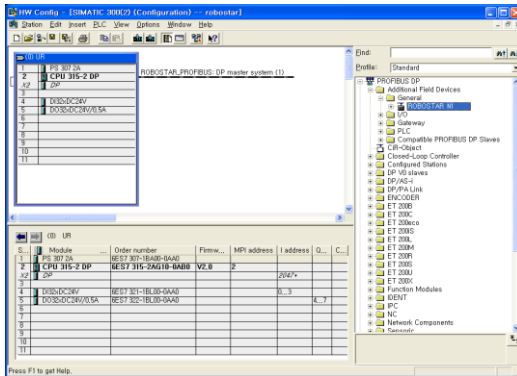 HW Config - [SIMATIC 300(2) (Configuration) -- robostar]
Station Edit Insert PLC View Options Window Help
(0) UR
1 PS 307 2A
2 CPU 315-2 DP
X2 DP
3
4 DI32xDC24V
5 DO32xDC24V/0.5A
6
7
8
9
10
11
ROBOSTAR_PROFIBUS: DP master system (1)
Find:
Profile: Standard
PROFIBUS DP
Additional Field Devices
General
ROBOSTAR N1
I/O
Gateway
PLC
Compatible PROFIBUS DP Slaves
CiR-Object
Closed-Loop Controller
Configured Stations
DP V0 slaves
DP/AS-i
DP/PA Link
ENCODER
ET 200B
ET 200C
ET 200eco
ET 200iS
ET 200L
ET 200M
ET 200R
ET 200S
ET 200U
ET 200X
Function Modules
IDENT
IPC
NC
Network Components
Sensoric
(0) UR
S... Module ... Order number Firmw... MPI address I address Q... C...
1 PS 307 2A 6ES7 307-1BA00-0AA0
2 CPU 315-2 DP 6ES7 315-2AG10-0AB0 V2.0 2
X2 DP 2047*
3
4 DI32xDC24V 6ES7 321-1BL00-0AA0 0...3
5 DO32xDC24V/0.5A 6ES7 322-1BL00-0AA0 4...7
6
7
8
9
10
11
Press F1 to get Help.